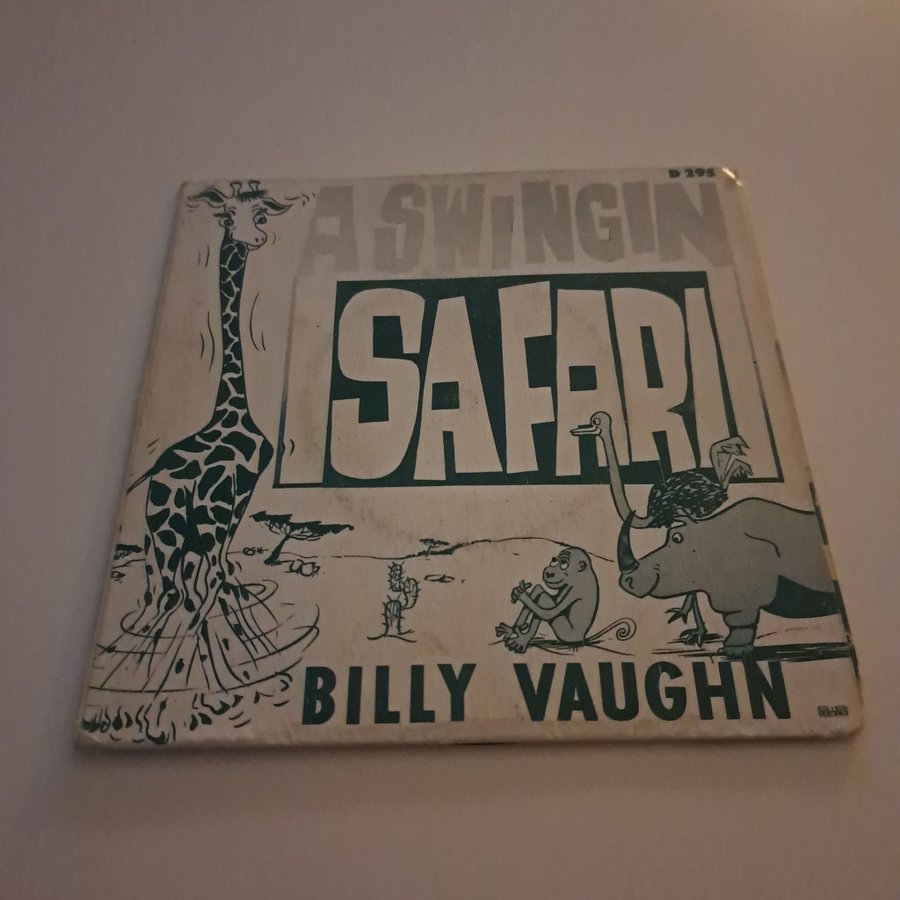 D 295
A SWINGIN
SAFARI
BILLY VAUGHN